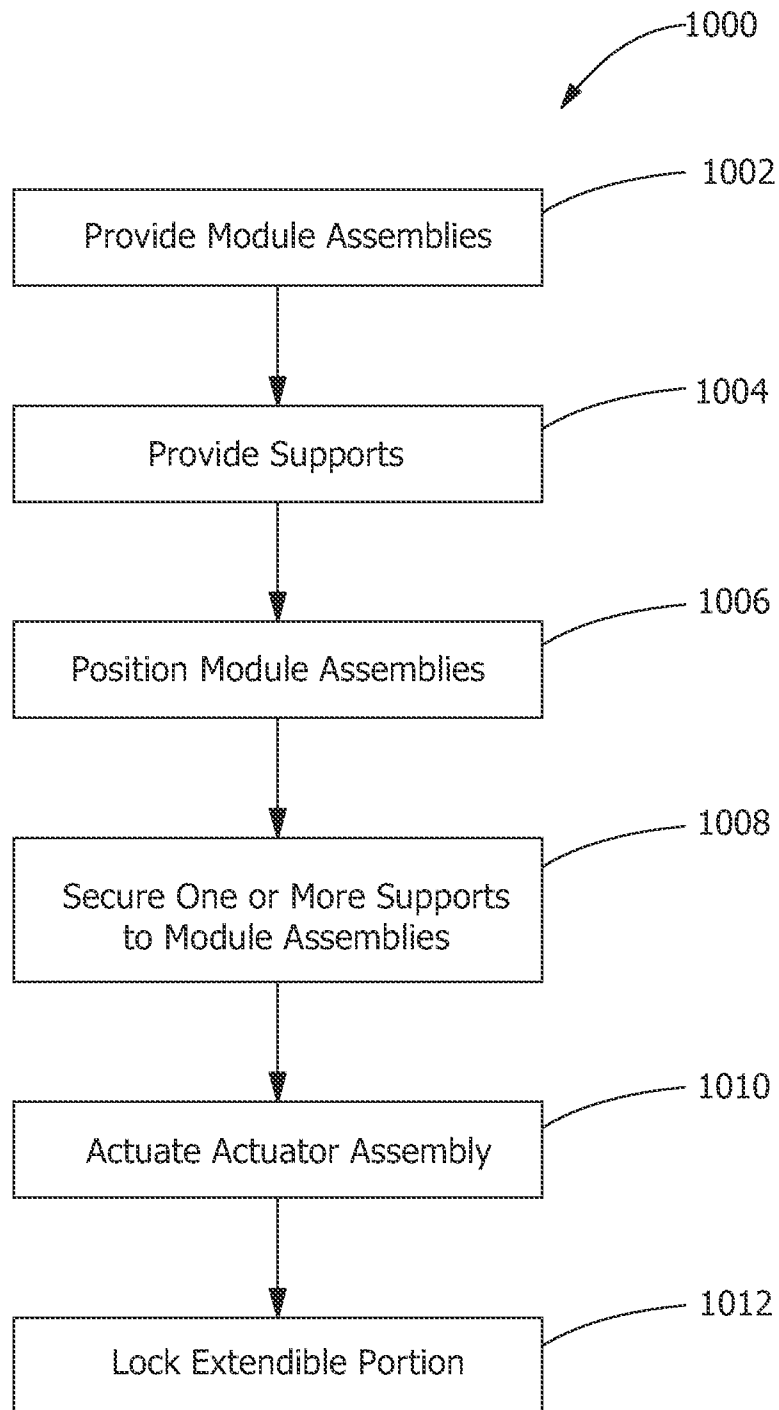 1000
1002
Provide Module Assemblies
1004
Provide Supports
1006
Position Module Assemblies
1008
Secure One or More Supports
to Module Assemblies
1010
Actuate Actuator Assembly
1012
Lock Extendible Portion